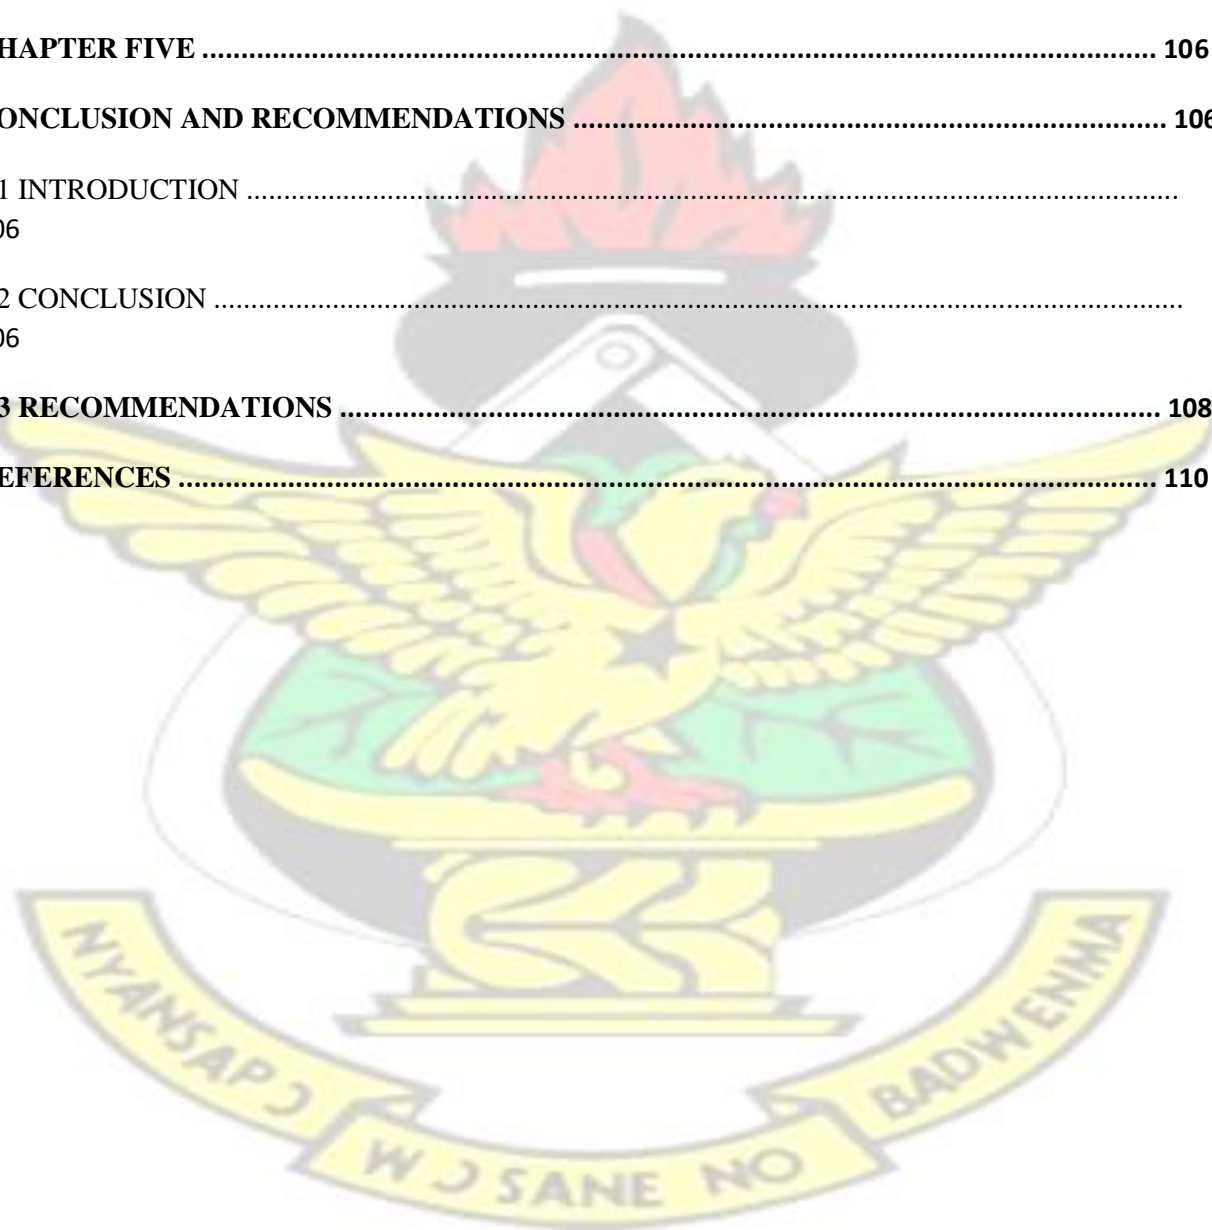 HAPTER FIVE .......................................................................................................................... 106
ONCLUSION AND RECOMMENDATIONS ............................................................................ 106
1 INTRODUCTION ........................................................................................................................
06
2 CONCLUSION .............................................................................................................................
06
3 RECOMMENDATIONS .......................................................................................................... 108
EFERENCES .............................................................................................................................. 110
NYANSAPƆ
WƆSANE NO
BADWENMA